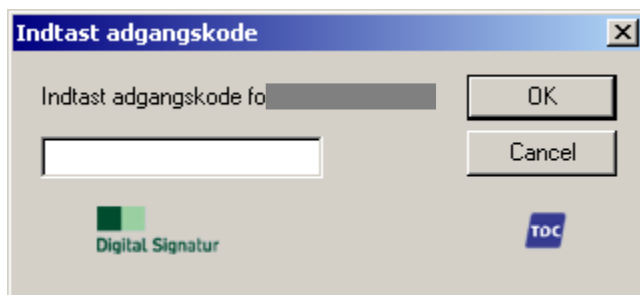 Indtast adgangskode
Indtast adgangskode fo
OK
Cancel
Digital Signatur
TDC